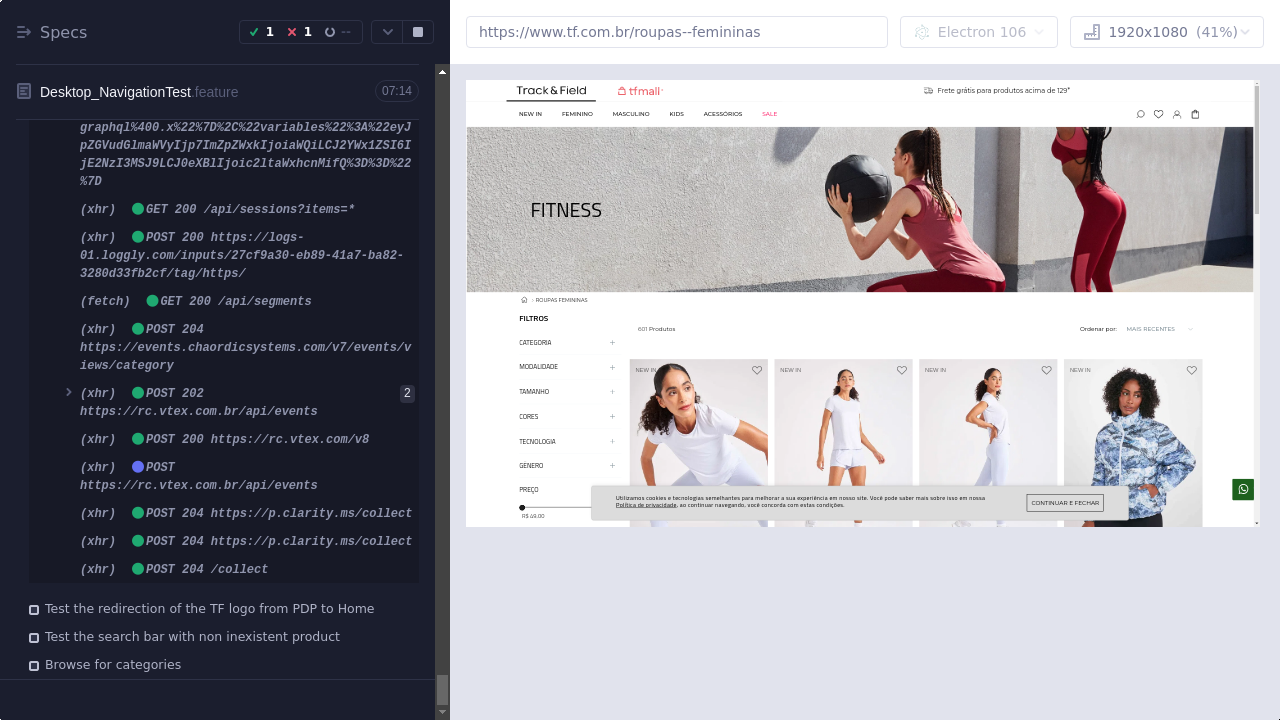 Specs
1
1
--
Desktop_NavigationTest.feature
07:14
graphql%400.x%22%7D%2C%22variables%22%3A%22eyJ
pZGVudGlmaWVyIjp7ImZpZWxkIjoiaWQiLCJ2YWx1ZSI6I
jE2NzI3MSJ9LCJ0eXBlIjoic2ltaWxhcnMifQ%3D%3D%22
%7D
(xhr) GET 200 /api/sessions?items=*
(xhr) POST 200 https://logs-
01.loggly.com/inputs/27cf9a30-eb89-41a7-ba82-
3280d33fb2cf/tag/https/
(fetch) GET 200 /api/segments
(xhr) POST 204
https://events.chaordicsystems.com/v7/events/v
iews/category
(xhr) POST 202
2
https://rc.vtex.com.br/api/events
(xhr) POST 200 https://rc.vtex.com.br/v8
(xhr) POST
https://rc.vtex.com.br/api/events
(xhr) POST 204 https://p.clarity.ms/collect
(xhr) POST 204 https://p.clarity.ms/collect
(xhr) POST 204 /collect
Test the redirection of the TF logo from PDP to Home
Test the search bar with non inexistent product
Browse for categories
https://www.tf.com.br/roupas--femininas
Electron 106
1920x1080 (41%)
Track&Field
tfmall
Frete grátis para produtos acima de 129*
NEW IN
FEMININO
MASCULINO
KIDS
ACESSÓRIOS
SALE
FITNESS
› ROUPAS FEMININAS
FILTROS
601 Produtos
Ordenar por:
MAIS RECENTES
CATEGORIA +
MODALIDADE +
TAMANHO +
CORES +
TECNOLOGIA +
GENERO +
PREÇO
R$ 49,00
NEW IN
NEW IN
NEW IN
NEW IN
Utilizamos cookies e tecnologias semelhantes para melhorar a sua experiência em nosso site. Você pode saber mais sobre isso em nossa
Política de privacidade, ao continuar navegando, você concorda com estas condições.
CONTINUAR E FECHAR